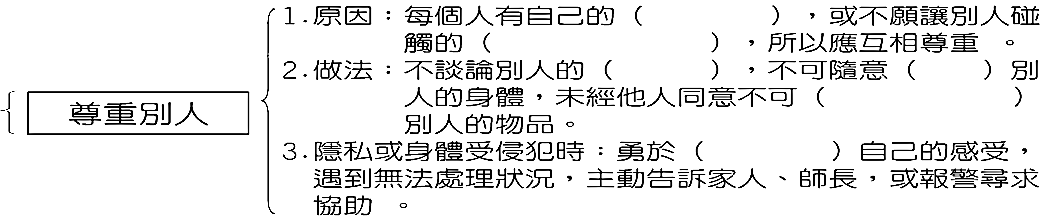 尊重別人
1.原因：每個人有自己的（　　　　），或不願讓別人碰
觸的（　　　　　　　），所以應互相尊重 。
2.做法：不談論別人的（　　　），不可隨意（　　）別
人的身體，未經他人同意不可（　　　　　　）
別人的物品。
3.隱私或身體受侵犯時：勇於（　　　　）自己的感受，
遇到無法處理狀況，主動告訴家人、師長，或報警尋求
協助 。